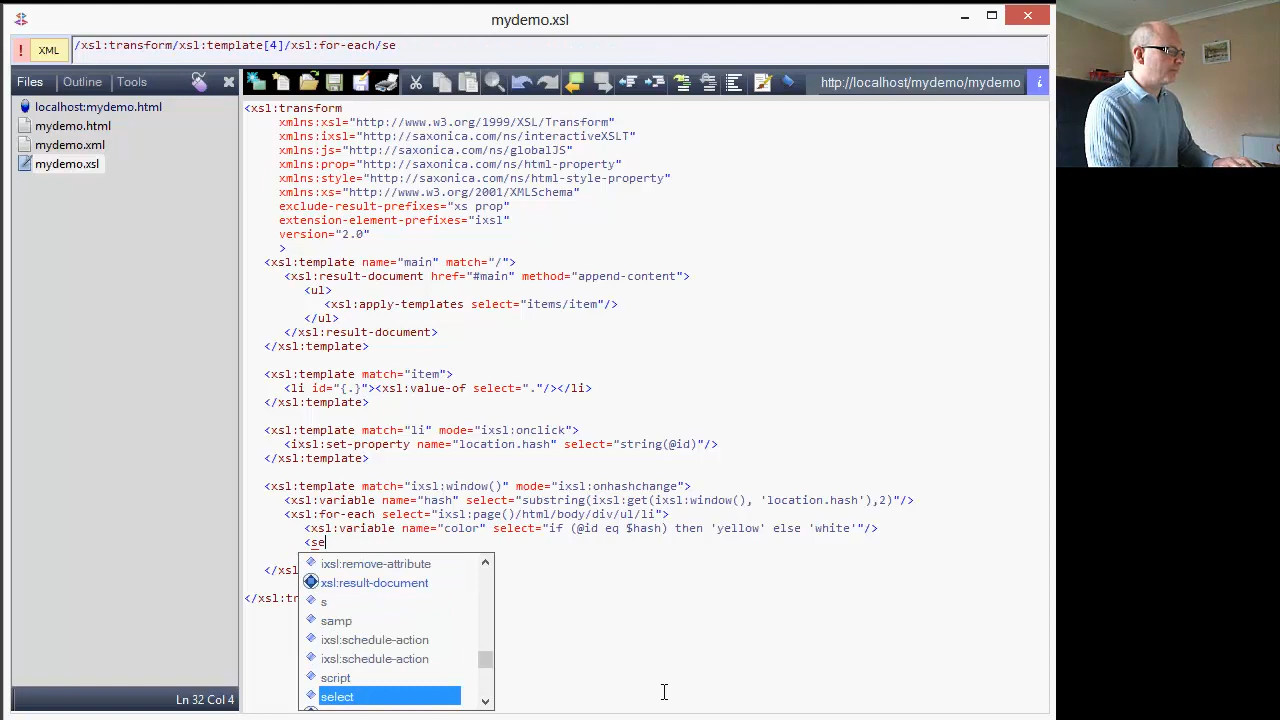 mydemo.xsl
! XML /xsl:transform/xsl:template[4]/xsl:for-each/se
Files Outline Tools
http://localhost/mydemo/mydemo i
localhost:mydemo.html
mydemo.html
mydemo.xml
mydemo.xsl
<xsl:transform
xmlns:xsl="http://www.w3.org/1999/XSL/Transform"
xmlns:ixsl="http://saxonica.com/ns/interactiveXSLT"
xmlns:js="http://saxonica.com/ns/globalJS"
xmlns:prop="http://saxonica.com/ns/html-property"
xmlns:style="http://saxonica.com/ns/html-style-property"
xmlns:xs="http://www.w3.org/2001/XMLSchema"
exclude-result-prefixes="xs prop"
extension-element-prefixes="ixsl"
version="2.0"
>
<xsl:template name="main" match="/">
<xsl:result-document href="#main" method="append-content">
<ul>
<xsl:apply-templates select="items/item"/>
</ul>
</xsl:result-document>
</xsl:template>
<xsl:template match="item">
<li id="{.}"><xsl:value-of select="."/></li>
</xsl:template>
<xsl:template match="li" mode="ixsl:onclick">
<ixsl:set-property name="location.hash" select="string(@id)"/>
</xsl:template>
<xsl:template match="ixsl:window()" mode="ixsl:onhashchange">
<xsl:variable name="hash" select="substring(ixsl:get(ixsl:window(), 'location.hash'),2)"/>
<xsl:for-each select="ixsl:page()/html/body/div/ul/li">
<xsl:variable name="color" select="if (@id eq $hash) then 'yellow' else 'white'"/>
<se
</xsl
</xsl:tr
ixsl:remove-attribute
xsl:result-document
s
samp
ixsl:schedule-action
ixsl:schedule-action
script
select
Ln 32 Col 4